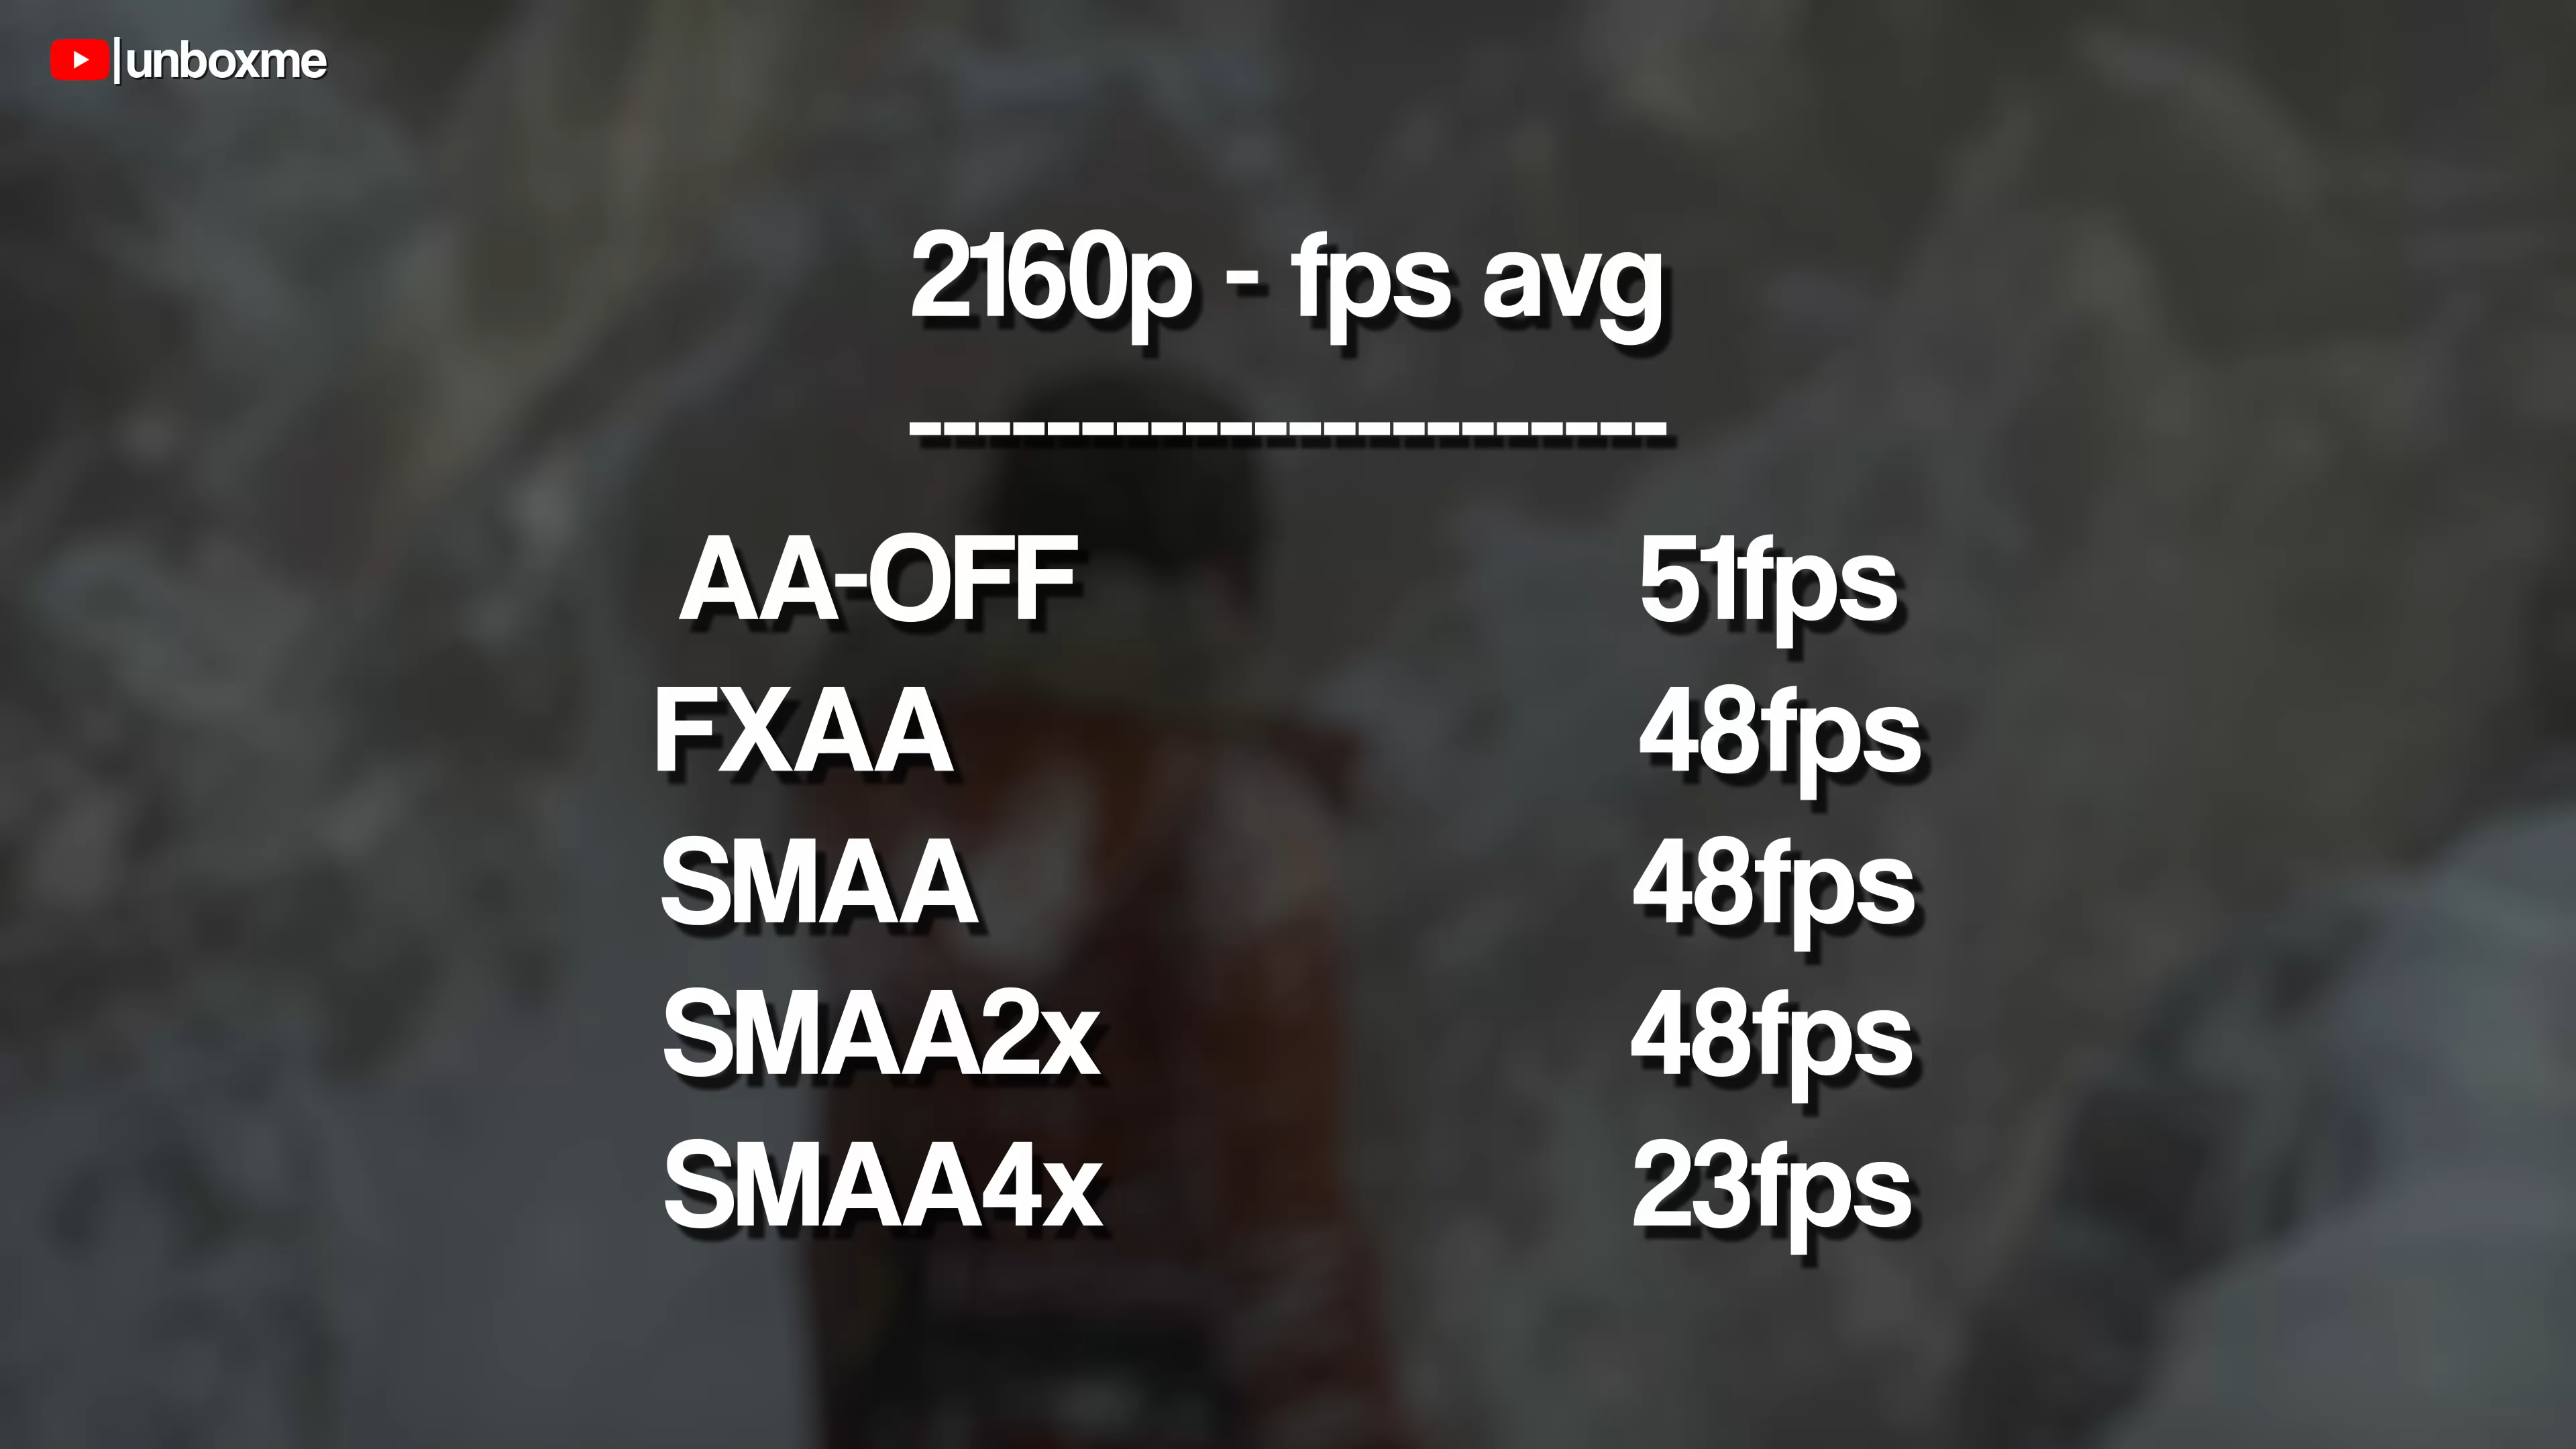 |unboxme
2160p - fps avg
----------------------
AA-OFF 51fps
FXAA 48fps
SMAA 48fps
SMAA2x 48fps
SMAA4x 23fps